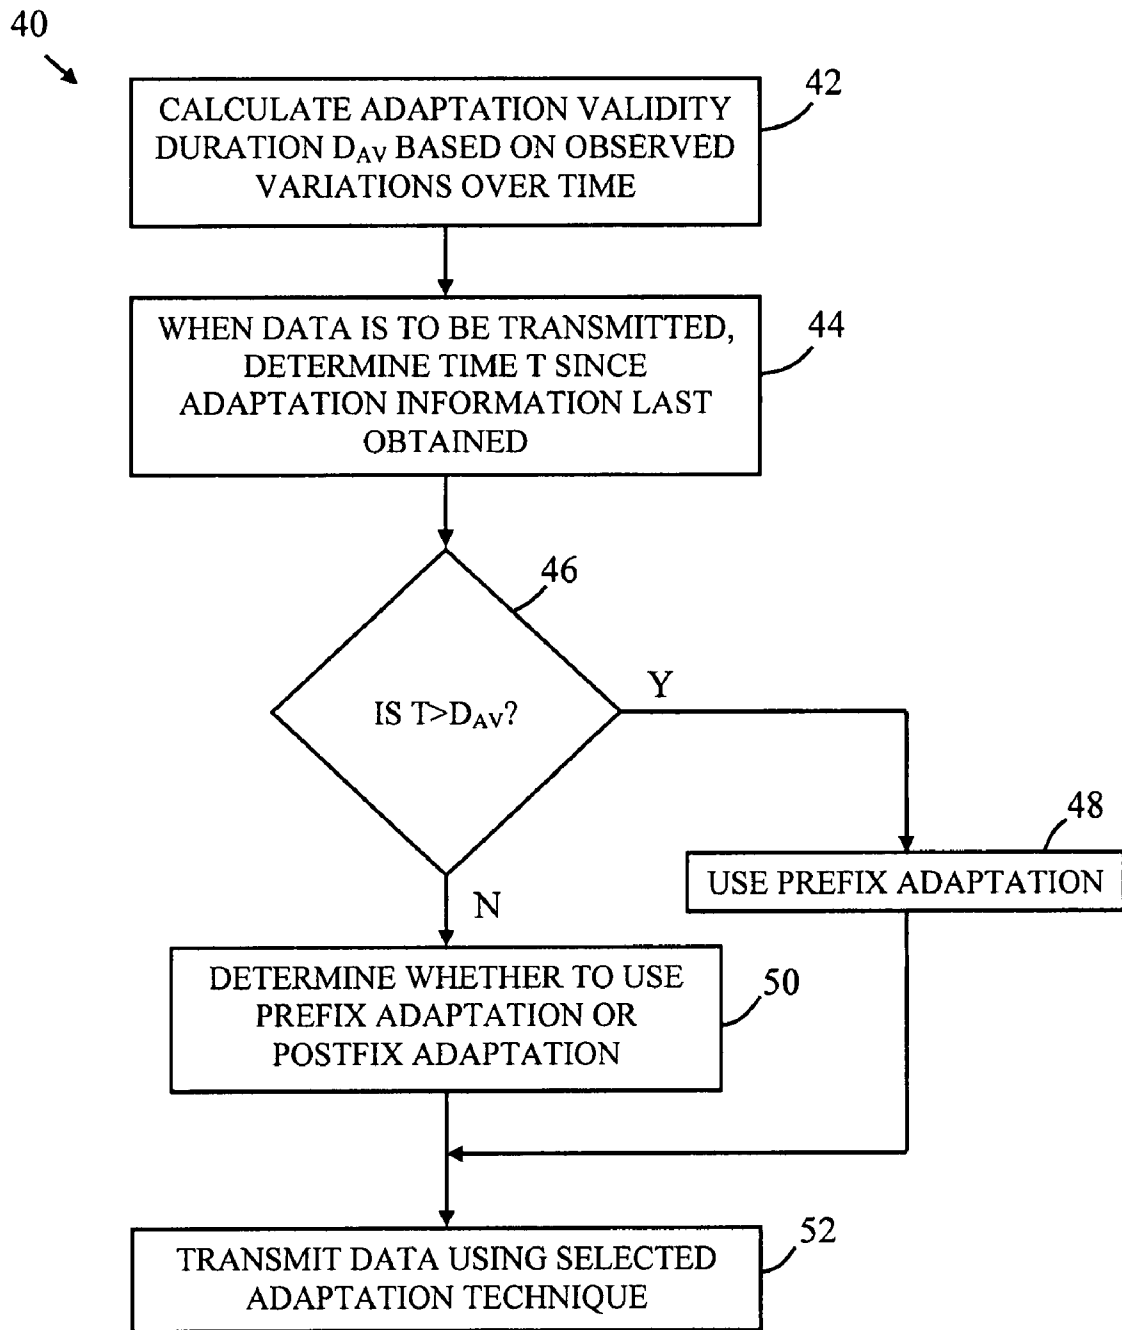 40
42
CALCULATE ADAPTATION VALIDITY
DURATION DAV BASED ON OBSERVED
VARIATIONS OVER TIME
44
WHEN DATA IS TO BE TRANSMITTED,
DETERMINE TIME T SINCE
ADAPTATION INFORMATION LAST
OBTAINED
46
IS T>DAV?
Y
48
USE PREFIX ADAPTATION
N
50
DETERMINE WHETHER TO USE
PREFIX ADAPTATION OR
POSTFIX ADAPTATION
52
TRANSMIT DATA USING SELECTED
ADAPTATION TECHNIQUE